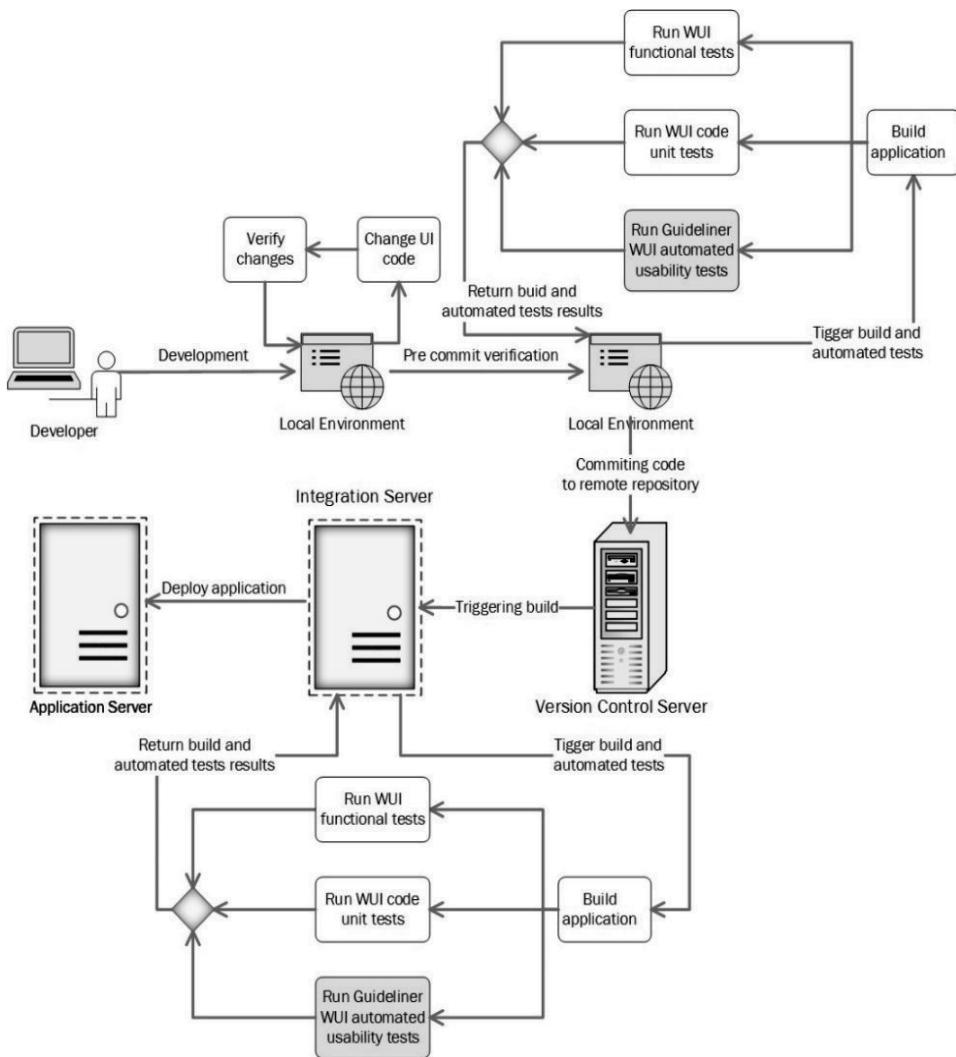 Run WUI
functional tests
Run WUI code
unit tests
Build
application
Run Guideliner
WUI automated
usability tests
Verify
changes
Change UI
code
Return buid and
automated tests results
Tigger build and
automated tests
Development
Pre commit verification
Developer
Local Environment
Local Environment
Commiting code
to remote repository
Integration Server
Deploy application
Triggering build
Application Server
Version Control Server
Return build and
automated tests results
Tigger build and
automated tests
Run WUI
functional tests
Run WUI code
unit tests
Build
application
Run Guideliner
WUI automated
usability tests